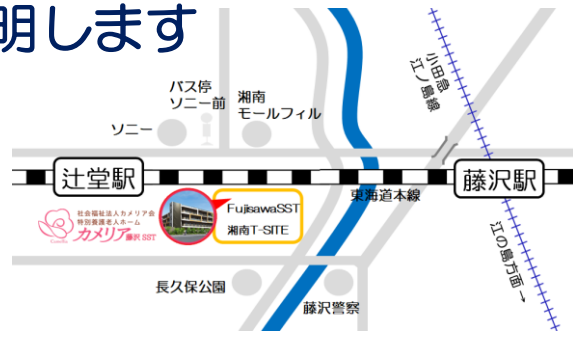 明します
小田急
江ノ島線
バス停
ソニー前
湘南
モールフィル
ソニー
辻堂駅
藤沢駅
東海道本線
社会福祉法人カメリア会
特別養護老人ホーム
カメリア藤沢SST
Camellia
FujisawaSST
湘南T-SITE
江の島方面→
長久保公園
藤沢警察